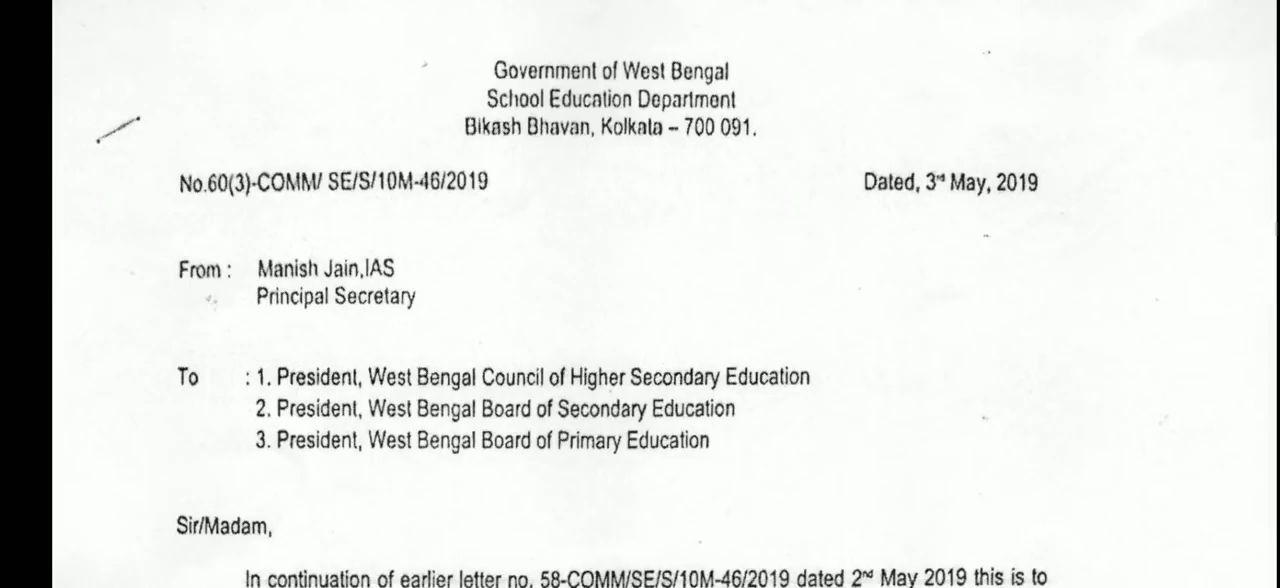 Government of West Bengal
School Education Department
Bikash Bhavan, Kolkata – 700 091.
No.60(3)-COMM/ SE/S/10M-46/2019 Dated, 3rd May, 2019
From : Manish Jain,IAS
Principal Secretary
To : 1. President, West Bengal Council of Higher Secondary Education
2. President, West Bengal Board of Secondary Education
3. President, West Bengal Board of Primary Education
Sir/Madam,
In continuation of earlier letter no. 58-COMM/SE/S/10M-46/2019 dated 2nd May 2019 this is to